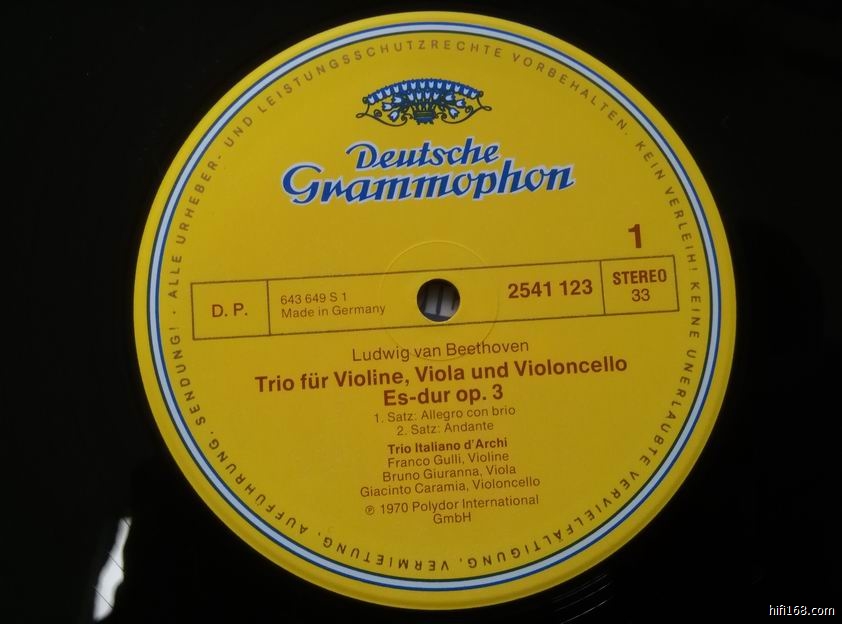 ALLE URHEBER- UND LEISTUNGSSCHUTZRECHTE VORBEHALTEN. KEIN VERLEIH! KEINE UNERLAUBTE VERVIELFÄLTIGUNG, VERMIETUNG, AUFFÜHRUNG, SENDUNG! ·
Deutsche
Grammophon
1
D. P.
643 649 S 1
Made in Germany
2541 123
STEREO
33
Ludwig van Beethoven
Trio für Violine, Viola und Violoncello
Es-dur op. 3
1. Satz: Allegro con brio
2. Satz: Andante
Trio Italiano d'Archi
Franco Gulli, Violine
Bruno Giuranna, Viola
Giacinto Caramia, Violoncello
℗ 1970 Polydor International
GmbH
hifi168.com